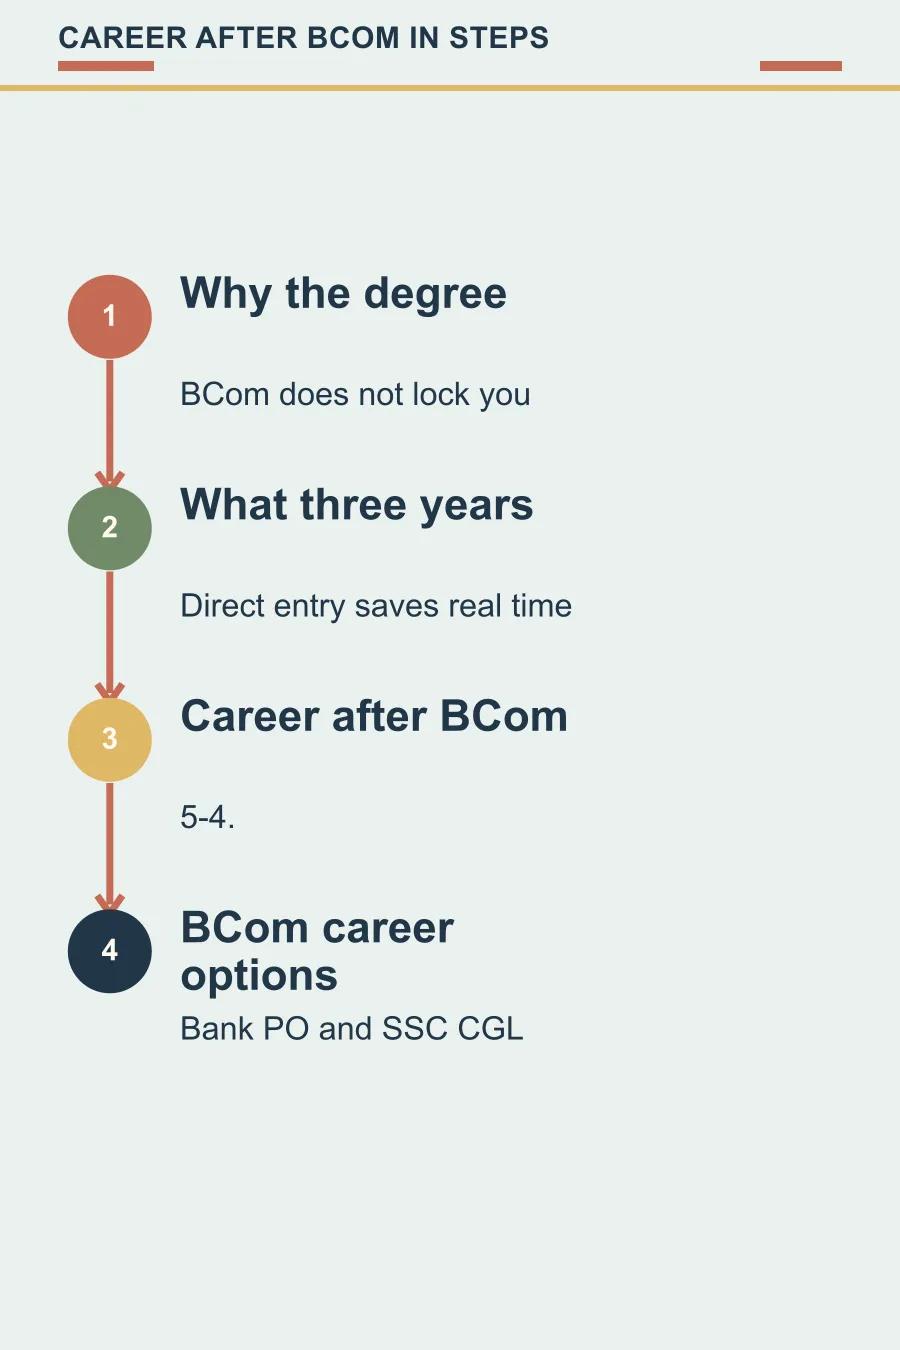 CAREER AFTER BCOM IN STEPS
1
Why the degree
BCom does not lock you
2
What three years
Direct entry saves real time
3
Career after BCom
5-4.
4
BCom career
options
Bank PO and SSC CGL